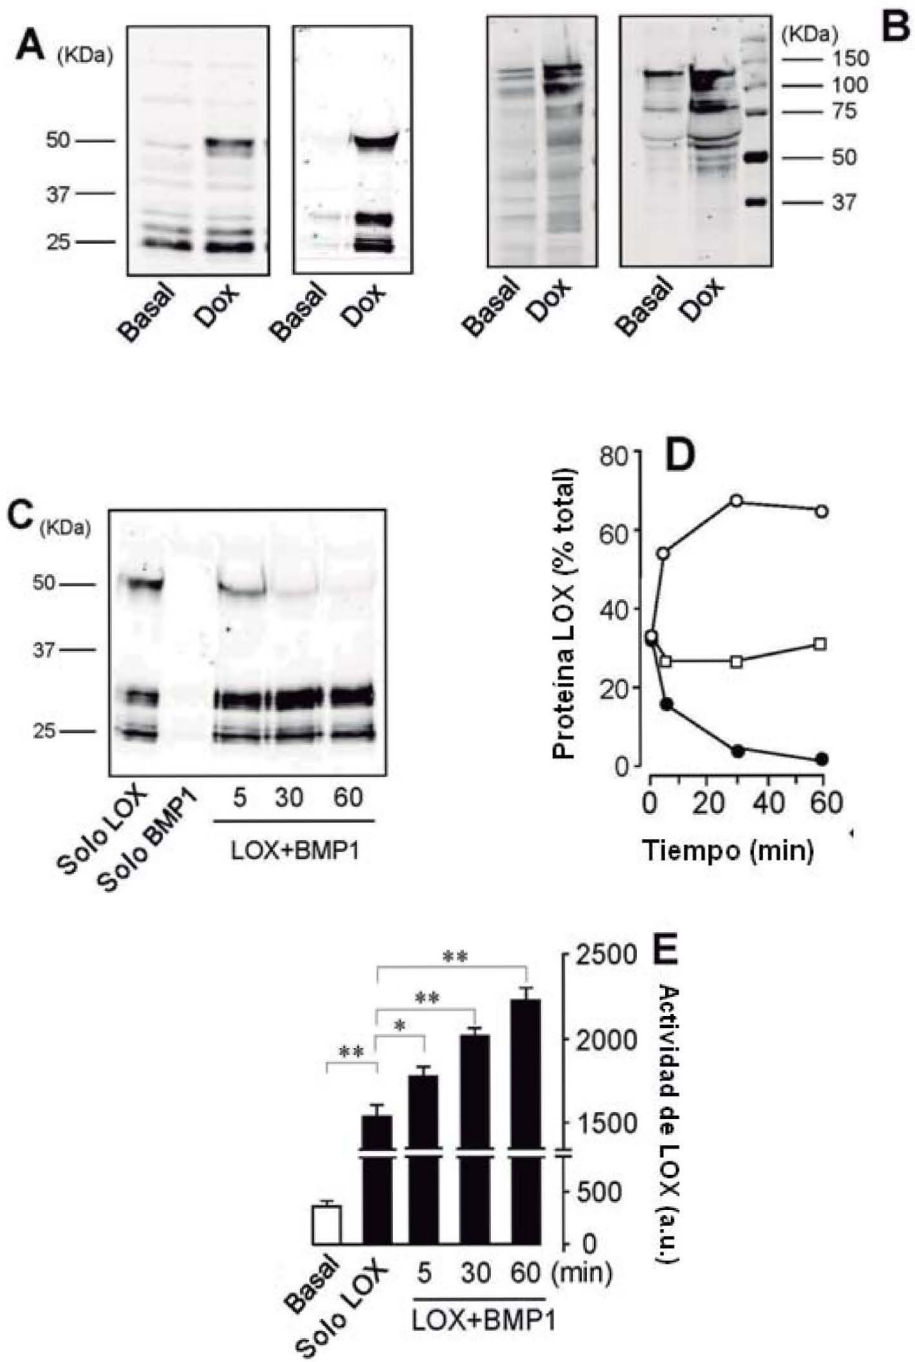 A
(KDa)
50
37
25
Basal
Dox
Basal
Dox
B
(KDa)
150
100
75
50
37
Basal
Dox
Basal
Dox
C
(KDa)
50
37
25
Solo LOX
Solo BMP1
5 30 60
LOX+BMP1
D
Proteína LOX (% total)
80
60
40
20
0
0 20 40 60
Tiempo (min)
E
Actividad de LOX (a.u.)
2500
2000
1500
500
0
**
**
*
**
Basal
Solo LOX
5 30 60 (min)
LOX+BMP1